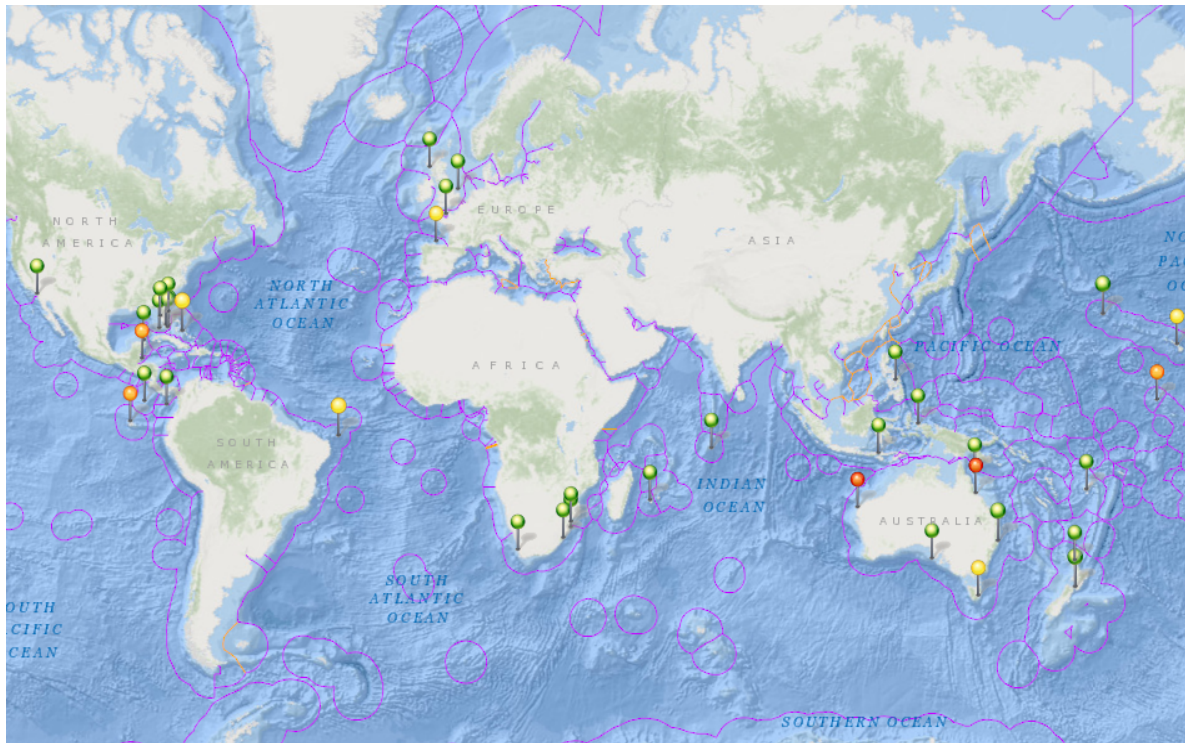 NORTH
AMERICA
NORTH
ATLANTIC
OCEAN
EUROPE
ASIA
NO
PA
OC
PACIFIC OCEAN
AFRICA
SOUTH
AMERICA
INDIAN
OCEAN
AUSTRALIA
SOUTH
ATLANTIC
OCEAN
OUTH
CIFIC
CEAN
SOUTHERN OCEAN